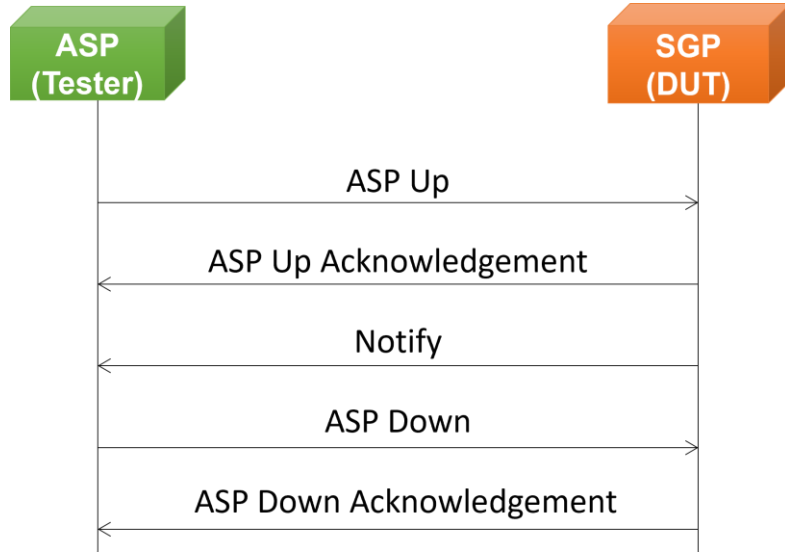 ASP
(Tester)
SGP
(DUT)
ASP Up
ASP Up Acknowledgement
Notify
ASP Down
ASP Down Acknowledgement